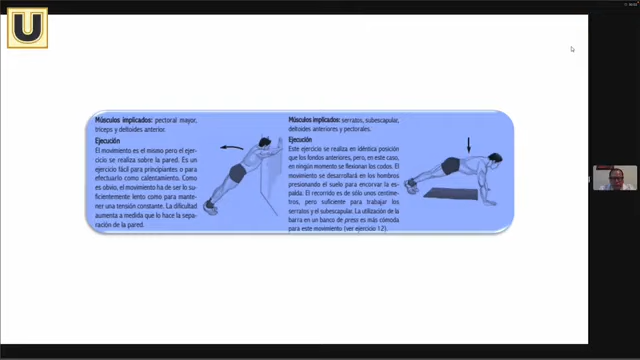 U
Músculos implicados: pectoral mayor,
tríceps y deltoides anterior.
Ejecución
El movimiento es el mismo pero el ejer-
cicio se realiza sobre la pared. Es un
ejercicio fácil para principiantes o para
efectuarlo como calentamiento. Como
es obvio, el movimiento ha de ser lo su-
ficientemente lento como para mante-
ner una tensión constante. La dificultad
aumenta a medida que lo hace la sepa-
ración de la pared.
Músculos implicados: serratos, subescapular,
deltoides anteriores y pectorales.
Ejecución
Este ejercicio se realiza en idéntica posición
que los fondos anteriores, pero, en este caso,
en ningún momento se flexionan los codos. El
movimiento se desarrollará en los hombros
presionando el suelo para encorvar la es-
palda. El recorrido es de sólo unos centíme-
tros, pero suficiente para trabajar los
serratos y el subescapular. La utilización de la
barra en un banco de press es más cómoda
para este movimiento (ver ejercicio 12).